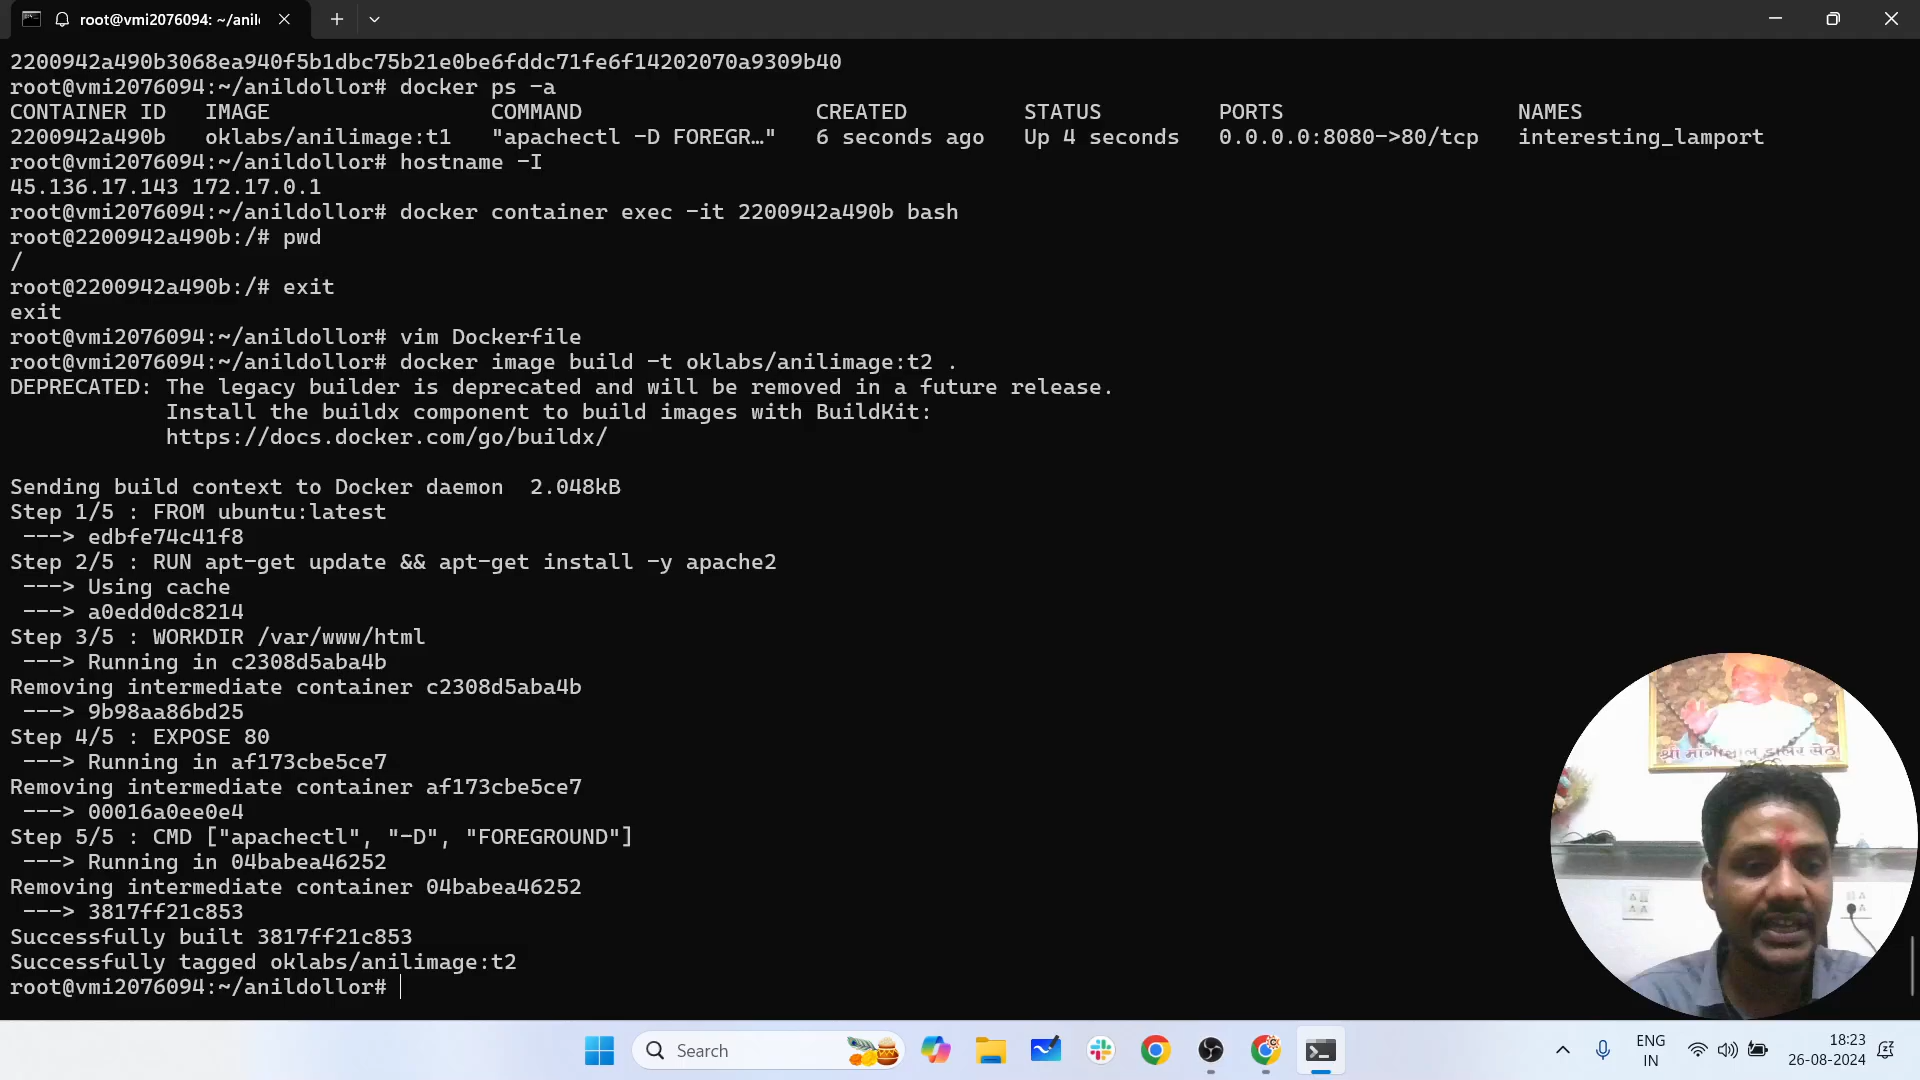 root@vmi2076094: ~/anil
2200942a490b3068ea940f5b1dbc75b21e0be6fddc71fe6f14202070a9309b40
root@vmi2076094:~/anildollor# docker ps -a
CONTAINER ID IMAGE COMMAND CREATED STATUS PORTS NAMES
2200942a490b oklabs/anilimage:t1 "apachectl -D FOREGR…" 6 seconds ago Up 4 seconds 0.0.0.0:8080->80/tcp interesting_lamport
root@vmi2076094:~/anildollor# hostname -I
45.136.17.143 172.17.0.1
root@vmi2076094:~/anildollor# docker container exec -it 2200942a490b bash
root@2200942a490b:/# pwd
/
root@2200942a490b:/# exit
exit
root@vmi2076094:~/anildollor# vim Dockerfile
root@vmi2076094:~/anildollor# docker image build -t oklabs/anilimage:t2 .
DEPRECATED: The legacy builder is deprecated and will be removed in a future release.
Install the buildx component to build images with BuildKit:
https://docs.docker.com/go/buildx/
Sending build context to Docker daemon 2.048kB
Step 1/5 : FROM ubuntu:latest
---> edbfe74c41f8
Step 2/5 : RUN apt-get update && apt-get install -y apache2
---> Using cache
---> a0edd0dc8214
Step 3/5 : WORKDIR /var/www/html
---> Running in c2308d5aba4b
Removing intermediate container c2308d5aba4b
---> 9b98aa86bd25
Step 4/5 : EXPOSE 80
---> Running in af173cbe5ce7
Removing intermediate container af173cbe5ce7
---> 00016a0ee0e4
Step 5/5 : CMD ["apachectl", "-D", "FOREGROUND"]
---> Running in 04babea46252
Removing intermediate container 04babea46252
---> 3817ff21c853
Successfully built 3817ff21c853
Successfully tagged oklabs/anilimage:t2
root@vmi2076094:~/anildollor#
श्री मांगीलाल डालर सेठ
Search
ENG
IN
18:23
26-08-2024